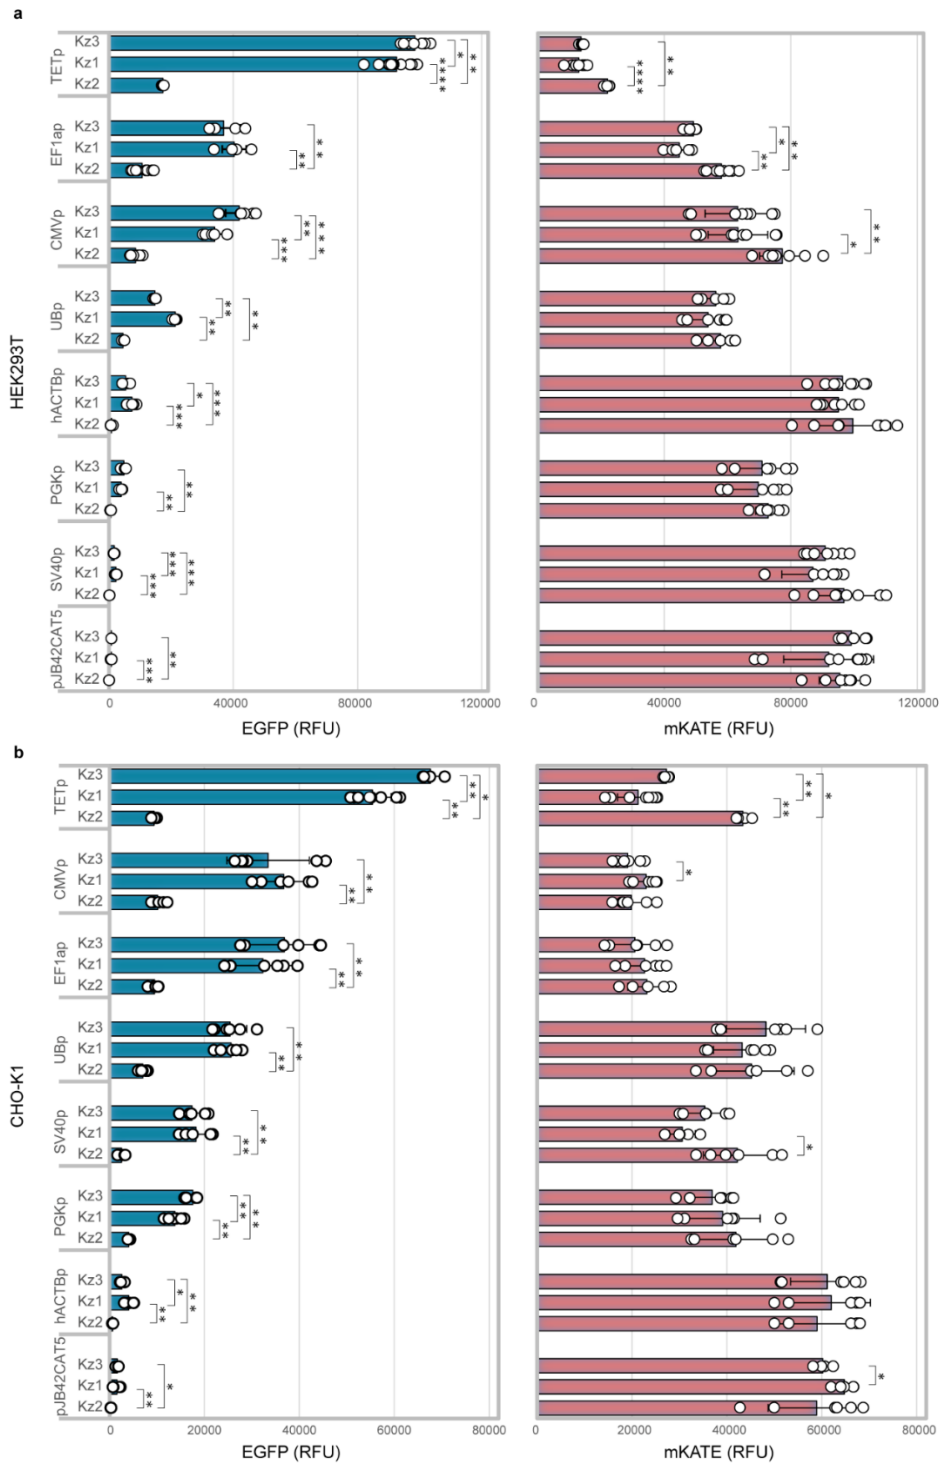 a
HEK293T
TETp
Kz3
Kz1
Kz2
EF1ap
Kz3
Kz1
Kz2
CMVp
Kz3
Kz1
Kz2
UBp
Kz3
Kz1
Kz2
hACTBp
Kz3
Kz1
Kz2
PGKp
Kz3
Kz1
Kz2
SV40p
Kz3
Kz1
Kz2
pJB42CAT5
Kz3
Kz1
Kz2
0 40000 80000 120000
EGFP (RFU)
0 40000 80000 120000
mKATE (RFU)
b
CHO-K1
TETp
Kz3
Kz1
Kz2
CMVp
Kz3
Kz1
Kz2
EF1ap
Kz3
Kz1
Kz2
UBp
Kz3
Kz1
Kz2
SV40p
Kz3
Kz1
Kz2
PGKp
Kz3
Kz1
Kz2
hACTBp
Kz3
Kz1
Kz2
pJB42CAT5
Kz3
Kz1
Kz2
0 20000 40000 60000 80000
EGFP (RFU)
0 20000 40000 60000 80000
mKATE (RFU)